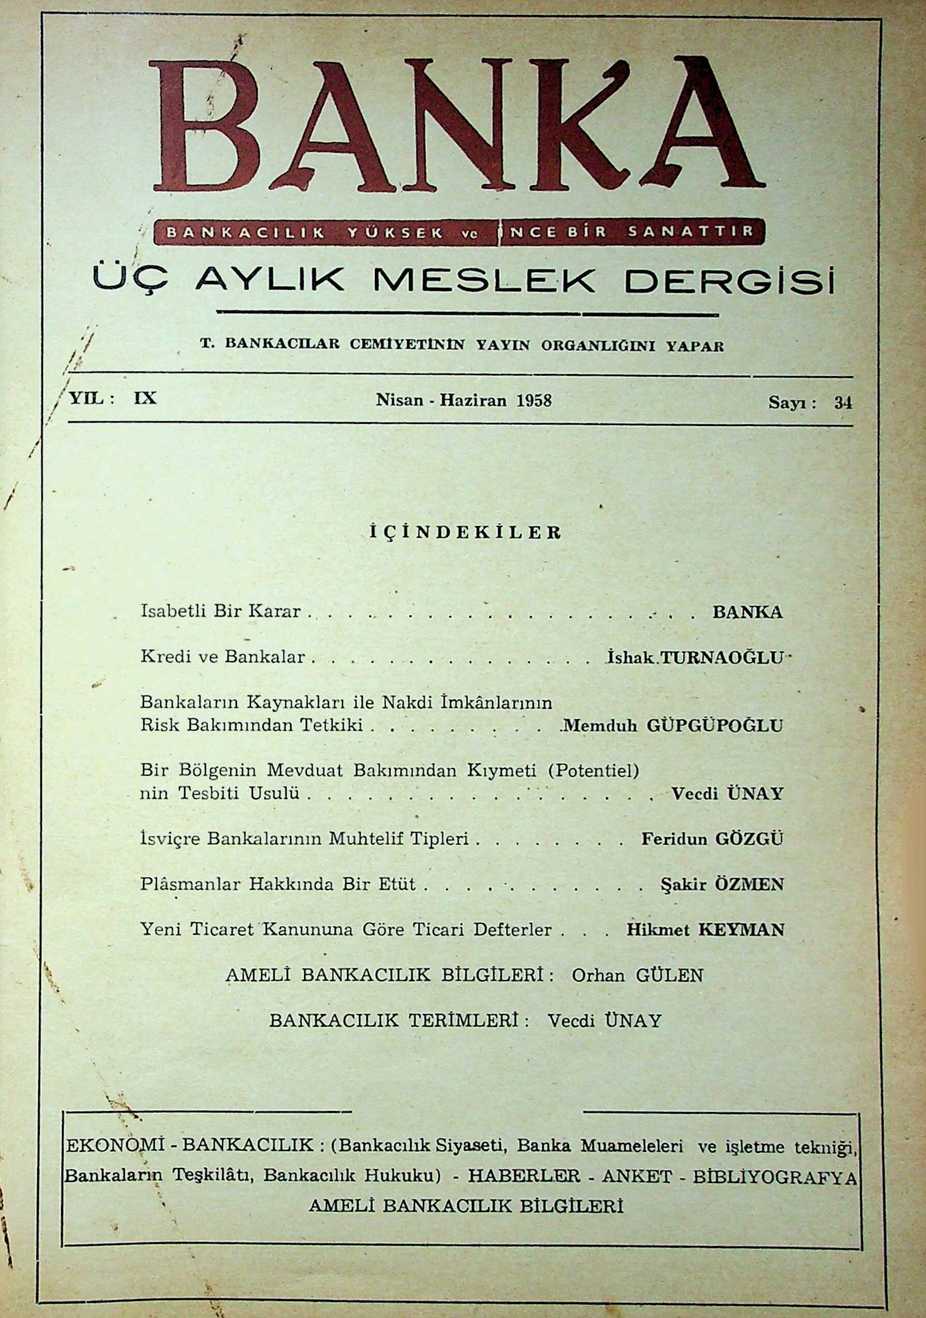 BANKA
BANKACILIK YÜKSEK ve İNCE BİR SANATTIR
ÜÇ AYLIK MESLEK DERGİSİ
T. BANKACILAR CEMİYETİNİN YAYIN ORGANLIĞINI YAPAR
YIL : IX Nisan - Haziran 1958 Sayı : 34
İÇİNDEKİLER
Isabetli Bir Karar . . . . . . . . . . . . . . . . . . . . BANKA
Kredi ve Bankalar . . . . . . . . . . . . . . . İshak TURNAOĞLU
Bankaların Kaynakları ile Nakdi İmkânlarının
Risk Bakımından Tetkiki . . . . . . . . . . Memduh GÜPGÜPOĞLU
Bir Bölgenin Mevduat Bakımından Kıymeti (Potentiel)
nin Tesbiti Usulü . . . . . . . . . . . . . . . . . . Vecdi ÜNAY
İsviçre Bankalarının Muhtelif Tipleri . . . . . . . . Feridun GÖZGÜ
Plâsmanlar Hakkında Bir Etüt . . . . . . . . . . . . Şakir ÖZMEN
Yeni Ticaret Kanununa Göre Ticari Defterler . . . Hikmet KEYMAN
AMELİ BANKACILIK BİLGİLERİ : Orhan GÜLEN
BANKACILIK TERİMLERİ : Vecdi ÜNAY
EKONOMİ - BANKACILIK : (Bankacılık Siyaseti, Banka Muameleleri ve işletme tekniği,
Bankaların Teşkilâtı, Bankacılık Hukuku) - HABERLER - ANKET - BİBLİYOGRAFYA
AMELİ BANKACILIK BİLGİLERİ